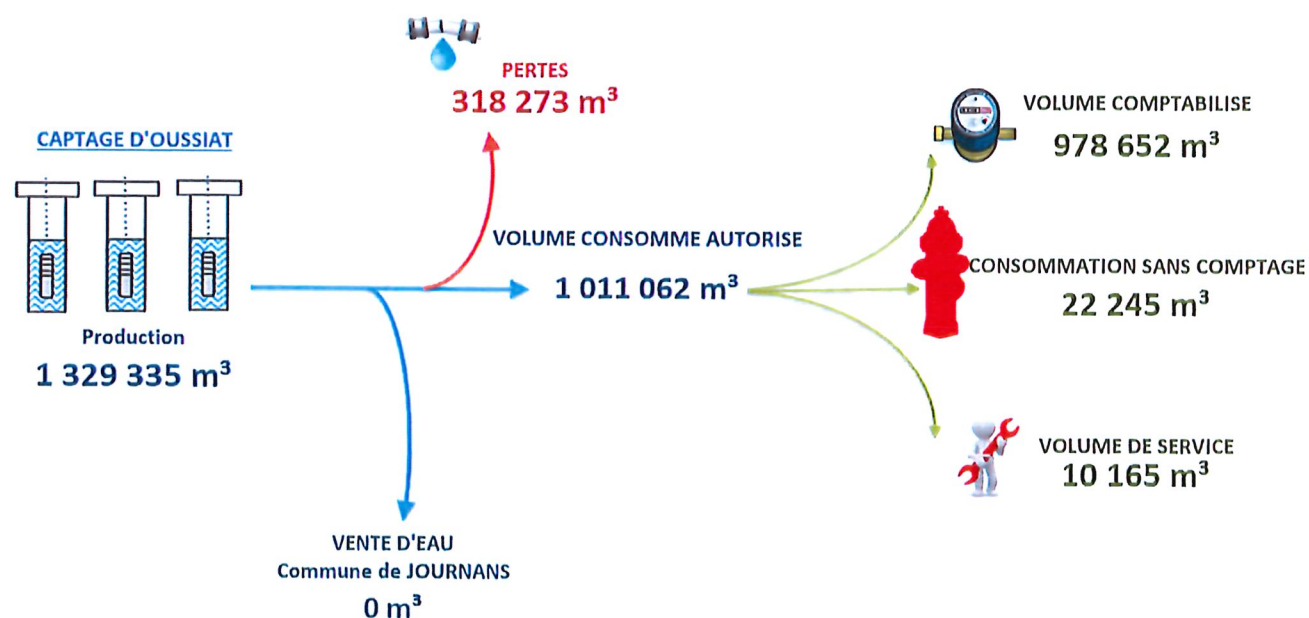 PERTES
318 273 m³
CAPTAGE D'OUSSIAT
Production
1 329 335 m³
VOLUME CONSOMME AUTORISE
1 011 062 m³
VENTE D'EAU
Commune de JOURNANS
0 m³
VOLUME COMPTABILISE
978 652 m³
CONSOMMATION SANS COMPTAGE
22 245 m³
VOLUME DE SERVICE
10 165 m³